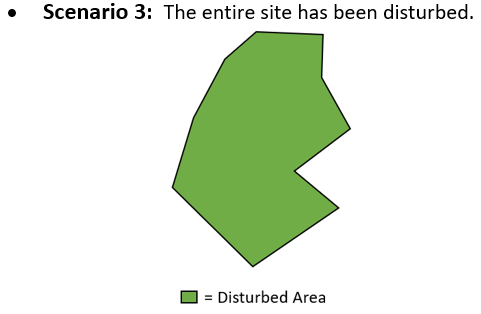 • Scenario 3: The entire site has been disturbed.
= Disturbed Area